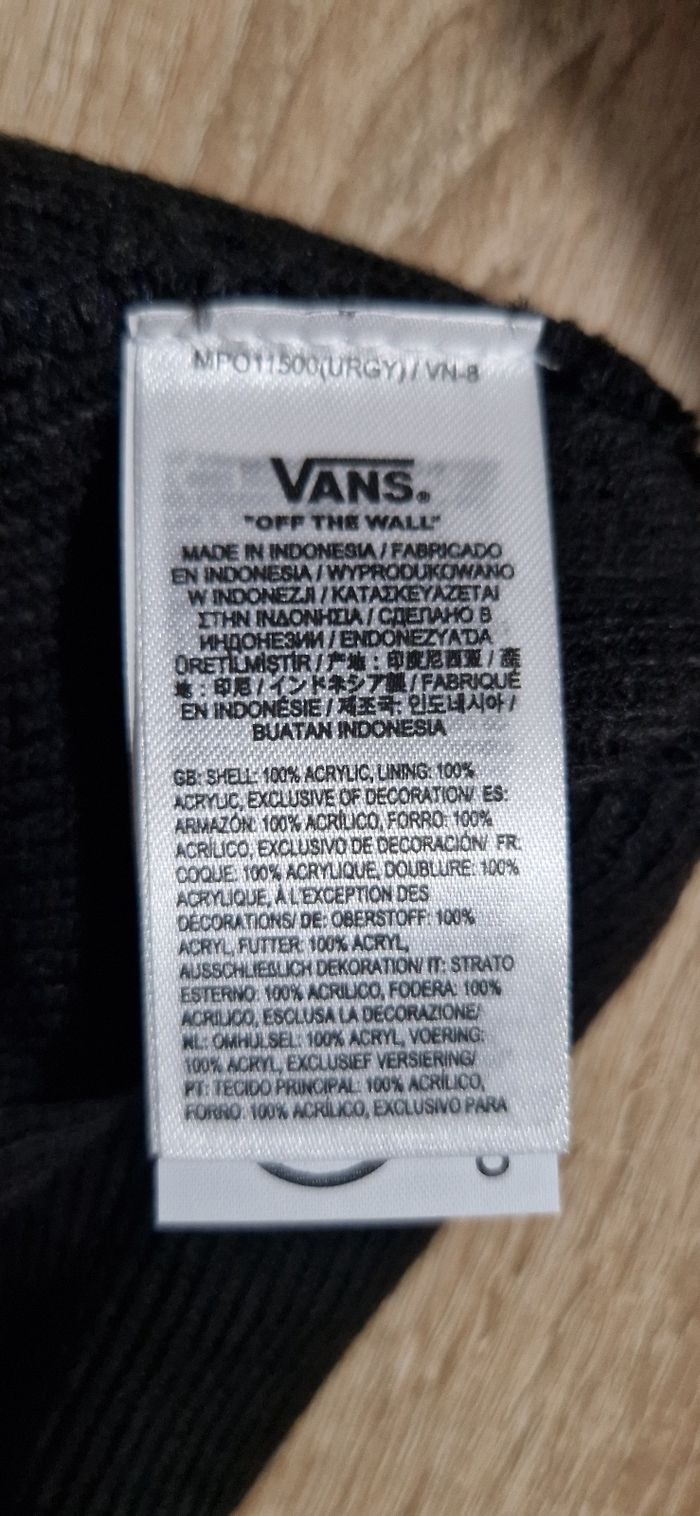 MPO11500(URGY) / VN-8
VANS®
"OFF THE WALL"
MADE IN INDONESIA / FABRICADO
EN INDONESIA / WYPRODUKOWANO
W INDONEZJI / ΚΑΤΑΣΚΕΥΑΖΕΤΑΙ
ΣΤΗΝ ΙΝΔΟΝΗΣΙΑ / СДЕЛАНО В
ИНДОНЕЗИИ / ENDONEZYA'DA
ÜRETİLMİŞTİR / 产地 : 印度尼西亚 / 產
地 : 印尼 / インドネシア製 / FABRIQUÉ
EN INDONÉSIE / 제조국: 인도네시아 /
BUATAN INDONESIA
GB: SHELL: 100% ACRYLIC, LINING: 100%
ACRYLIC, EXCLUSIVE OF DECORATION/ ES:
ARMAZÓN: 100% ACRÍLICO, FORRO: 100%
ACRÍLICO, EXCLUSIVO DE DECORACIÓN/ FR:
COQUE: 100% ACRYLIQUE, DOUBLURE: 100%
ACRYLIQUE, À L'EXCEPTION DES
DÉCORATIONS/ DE: OBERSTOFF: 100%
ACRYL, FUTTER: 100% ACRYL,
AUSSCHLIEßLICH DEKORATION/ IT: STRATO
ESTERNO: 100% ACRILICO, FODERA: 100%
ACRILICO, ESCLUSA LA DECORAZIONE/
NL: OMHULSEL: 100% ACRYL, VOERING:
100% ACRYL, EXCLUSIEF VERSIERING/
PT: TECIDO PRINCIPAL: 100% ACRÍLICO,
FORRO: 100% ACRÍLICO, EXCLUSIVO PARA